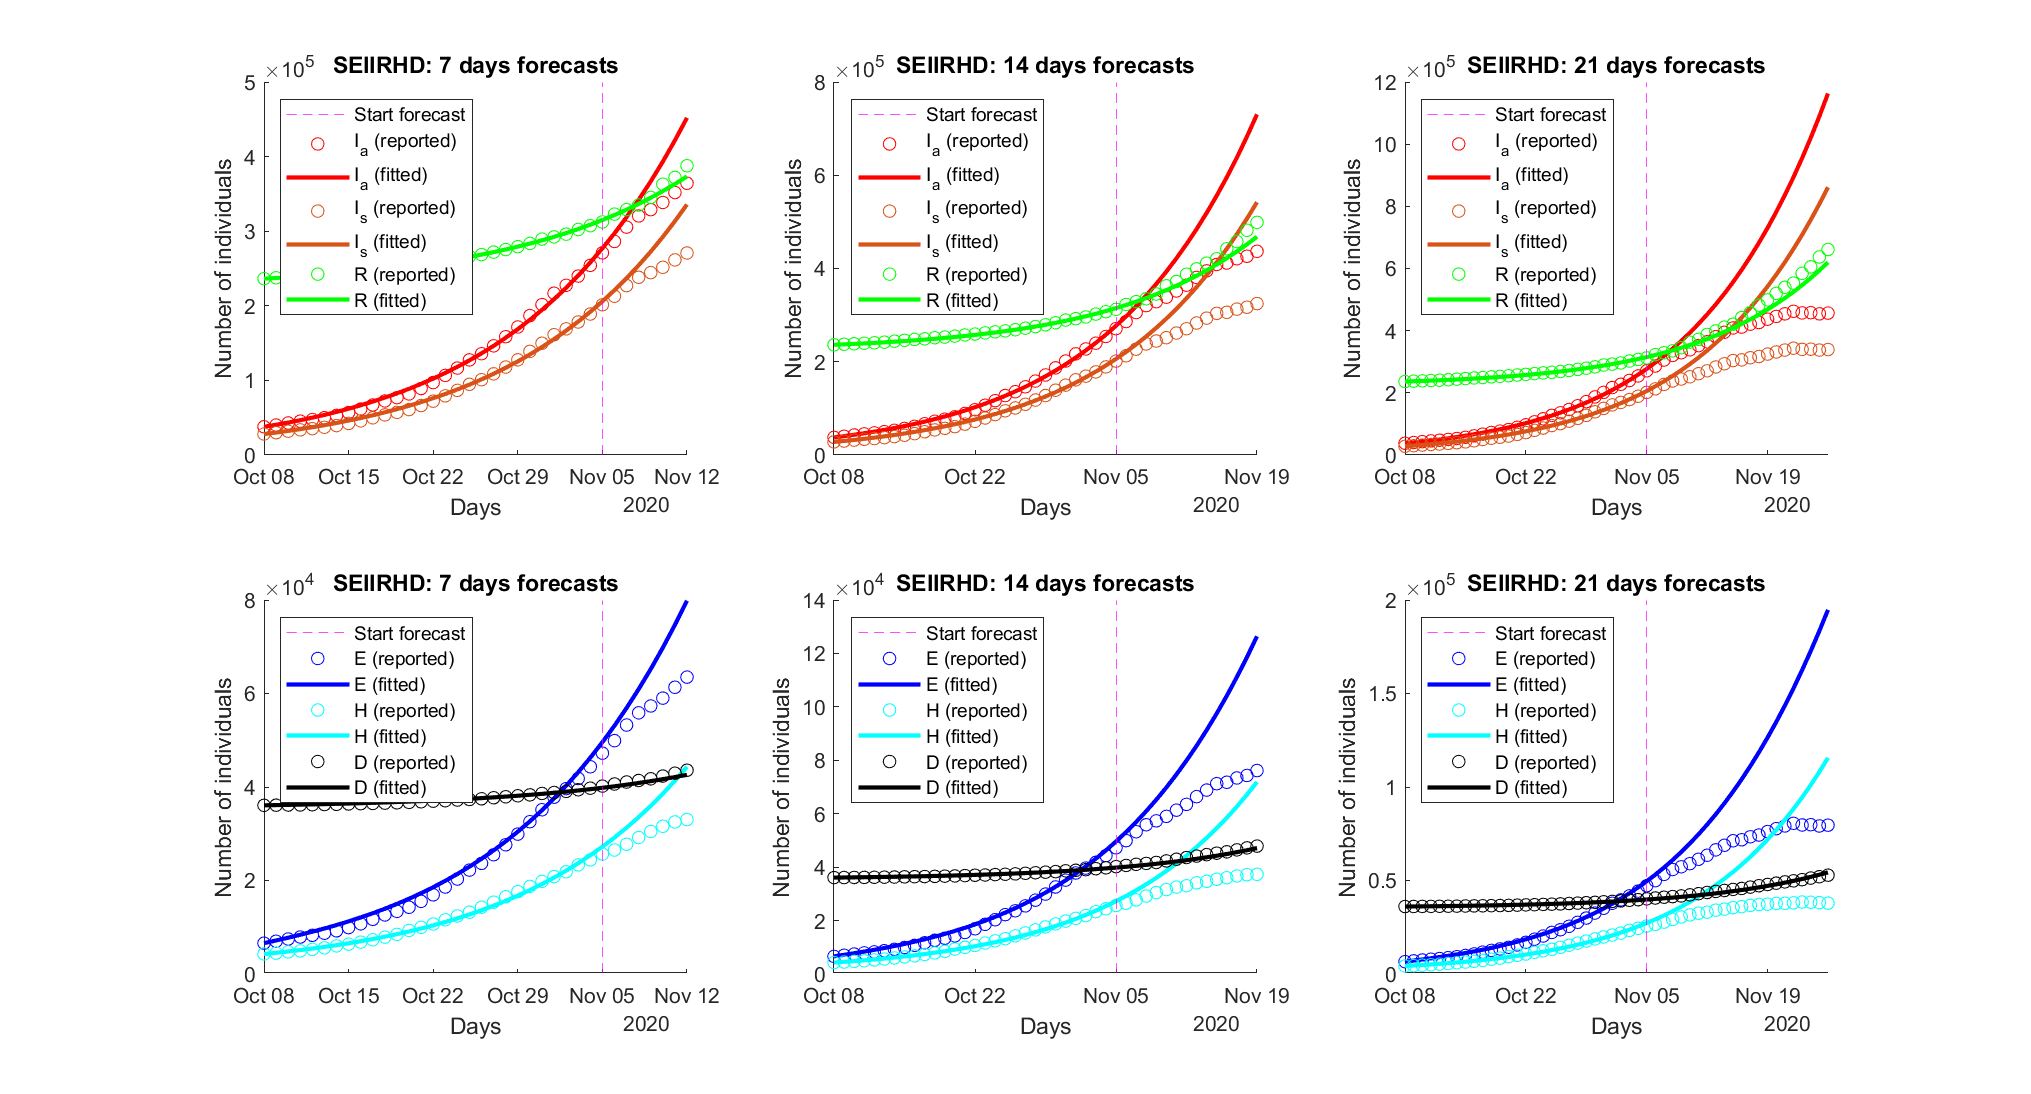 ×10^5
SEIIRHD: 7 days forecasts
Number of individuals
5
4
3
2
1
0
Start forecast
I_a (reported)
I_a (fitted)
I_s (reported)
I_s (fitted)
R (reported)
R (fitted)
Oct 08 Oct 15 Oct 22 Oct 29 Nov 05 Nov 12
Days
2020
×10^5
SEIIRHD: 14 days forecasts
Number of individuals
8
6
4
2
0
Start forecast
I_a (reported)
I_a (fitted)
I_s (reported)
I_s (fitted)
R (reported)
R (fitted)
Oct 08 Oct 22 Nov 05 Nov 19
Days
2020
×10^5
SEIIRHD: 21 days forecasts
Number of individuals
12
10
8
6
4
2
0
Start forecast
I_a (reported)
I_a (fitted)
I_s (reported)
I_s (fitted)
R (reported)
R (fitted)
Oct 08 Oct 22 Nov 05 Nov 19
Days
2020
×10^4
SEIIRHD: 7 days forecasts
Number of individuals
8
6
4
2
0
Start forecast
E (reported)
E (fitted)
H (reported)
H (fitted)
D (reported)
D (fitted)
Oct 08 Oct 15 Oct 22 Oct 29 Nov 05 Nov 12
Days
2020
×10^4
SEIIRHD: 14 days forecasts
Number of individuals
14
12
10
8
6
4
2
0
Start forecast
E (reported)
E (fitted)
H (reported)
H (fitted)
D (reported)
D (fitted)
Oct 08 Oct 22 Nov 05 Nov 19
Days
2020
×10^5
SEIIRHD: 21 days forecasts
Number of individuals
2
1.5
1
0.5
0
Start forecast
E (reported)
E (fitted)
H (reported)
H (fitted)
D (reported)
D (fitted)
Oct 08 Oct 22 Nov 05 Nov 19
Days
2020